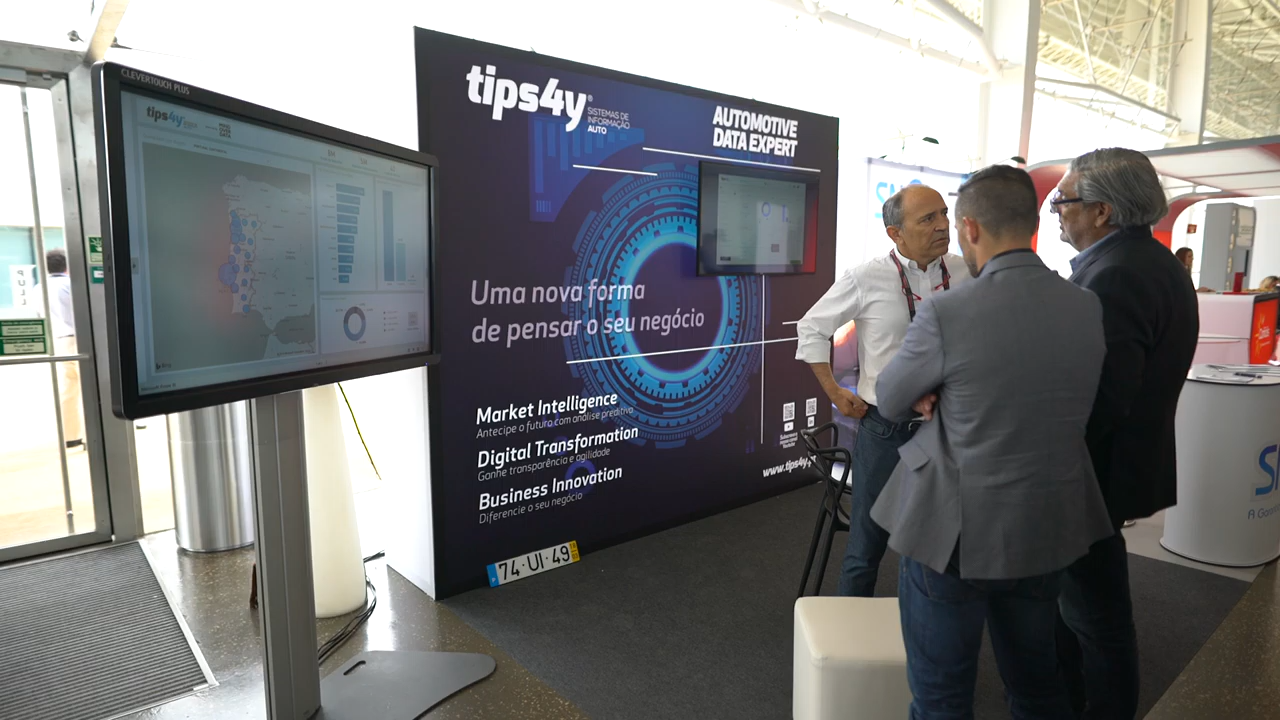 CLEVERTOUCH PLUS
tips4y
tips4y®
SISTEMAS DE
INFORMAÇÃO
AUTO
AUTOMOTIVE
DATA EXPERT
Uma nova forma
de pensar o seu negócio
Market Intelligence
Antecipe o futuro com análise preditiva
Digital Transformation
Ganhe transparência e agilidade
Business Innovation
Diferencie o seu negócio
www.tips4y
74-UI-49
PULL